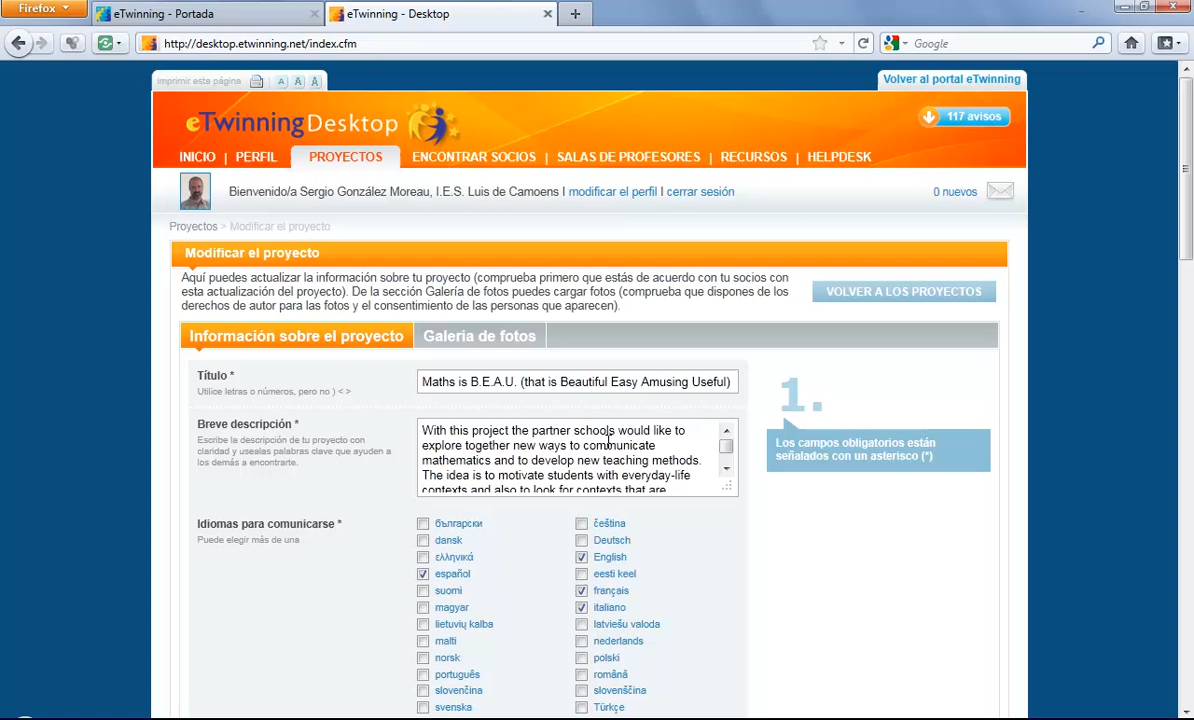 Firefox
eTwinning - Portada
eTwinning - Desktop
http://desktop.etwinning.net/index.cfm
Google
imprimir esta página
A A A
Volver al portal eTwinning
eTwinning Desktop
117 avisos
INICIO | PERFIL PROYECTOS ENCONTRAR SOCIOS | SALAS DE PROFESORES | RECURSOS | HELPDESK
Bienvenido/a Sergio González Moreau, I.E.S. Luis de Camoens | modificar el perfil | cerrar sesión
0 nuevos
Proyectos > Modificar el proyecto
Modificar el proyecto
Aquí puedes actualizar la información sobre tu proyecto (comprueba primero que estás de acuerdo con tu socios con
esta actualización del proyecto). De la sección Galería de fotos puedes cargar fotos (comprueba que dispones de los
derechos de autor para las fotos y el consentimiento de las personas que aparecen).
VOLVER A LOS PROYECTOS
Información sobre el proyecto
Galeria de fotos
Título *
Utilice letras o números, pero no ) < >
Maths is B.E.A.U. (that is Beautiful Easy Amusing Useful)
1.
Los campos obligatorios están
señalados con un asterisco (*)
Breve descripción *
Escribe la descripción de tu proyecto con
claridad y usealas palabras clave que ayuden a
los demás a encontrarte.
With this project the partner schools would like to
explore together new ways to communicate
mathematics and to develop new teaching methods.
The idea is to motivate students with everyday-life
contexts and also to look for contexts that are
Idiomas para comunicarse *
Puede elegir más de una
български
čeština
dansk
Deutsch
ελληνικά
English
español
eesti keel
suomi
français
magyar
italiano
lietuvių kalba
latviešu valoda
malti
nederlands
norsk
polski
português
română
slovenčina
slovenščina
svenska
Türkçe